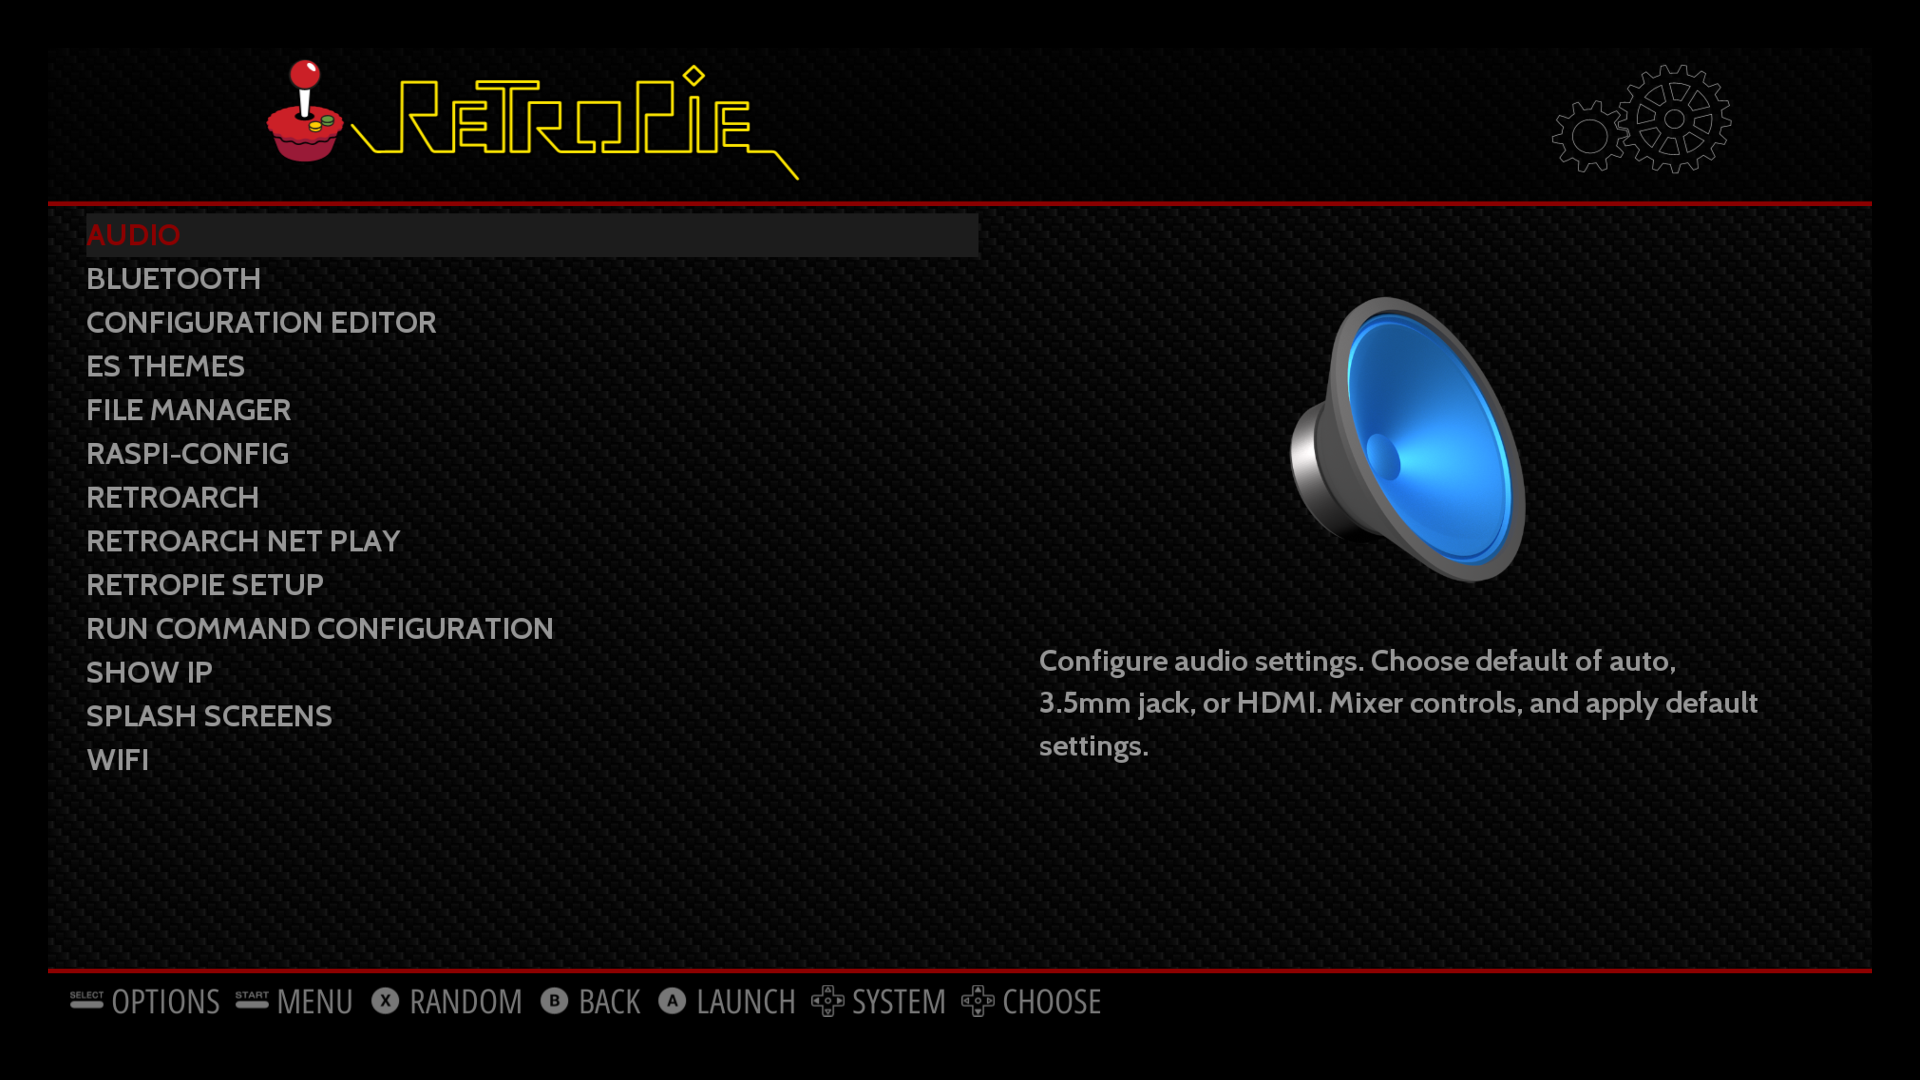 RETROPIE
AUDIO
BLUETOOTH
CONFIGURATION EDITOR
ES THEMES
FILE MANAGER
RASPI-CONFIG
RETROARCH
RETROARCH NET PLAY
RETROPIE SETUP
RUN COMMAND CONFIGURATION
SHOW IP
SPLASH SCREENS
WIFI
Configure audio settings. Choose default of auto,
3.5mm jack, or HDMI. Mixer controls, and apply default
settings.
SELECT OPTIONS START MENU X RANDOM B BACK A LAUNCH SYSTEM CHOOSE